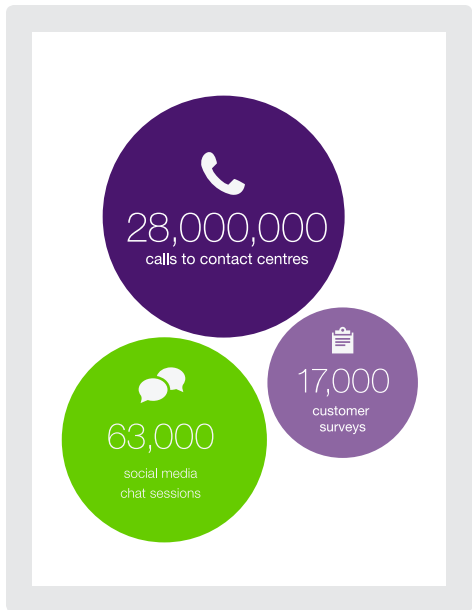 28,000,000
calls to contact centres
17,000
customer
surveys
63,000
social media
chat sessions